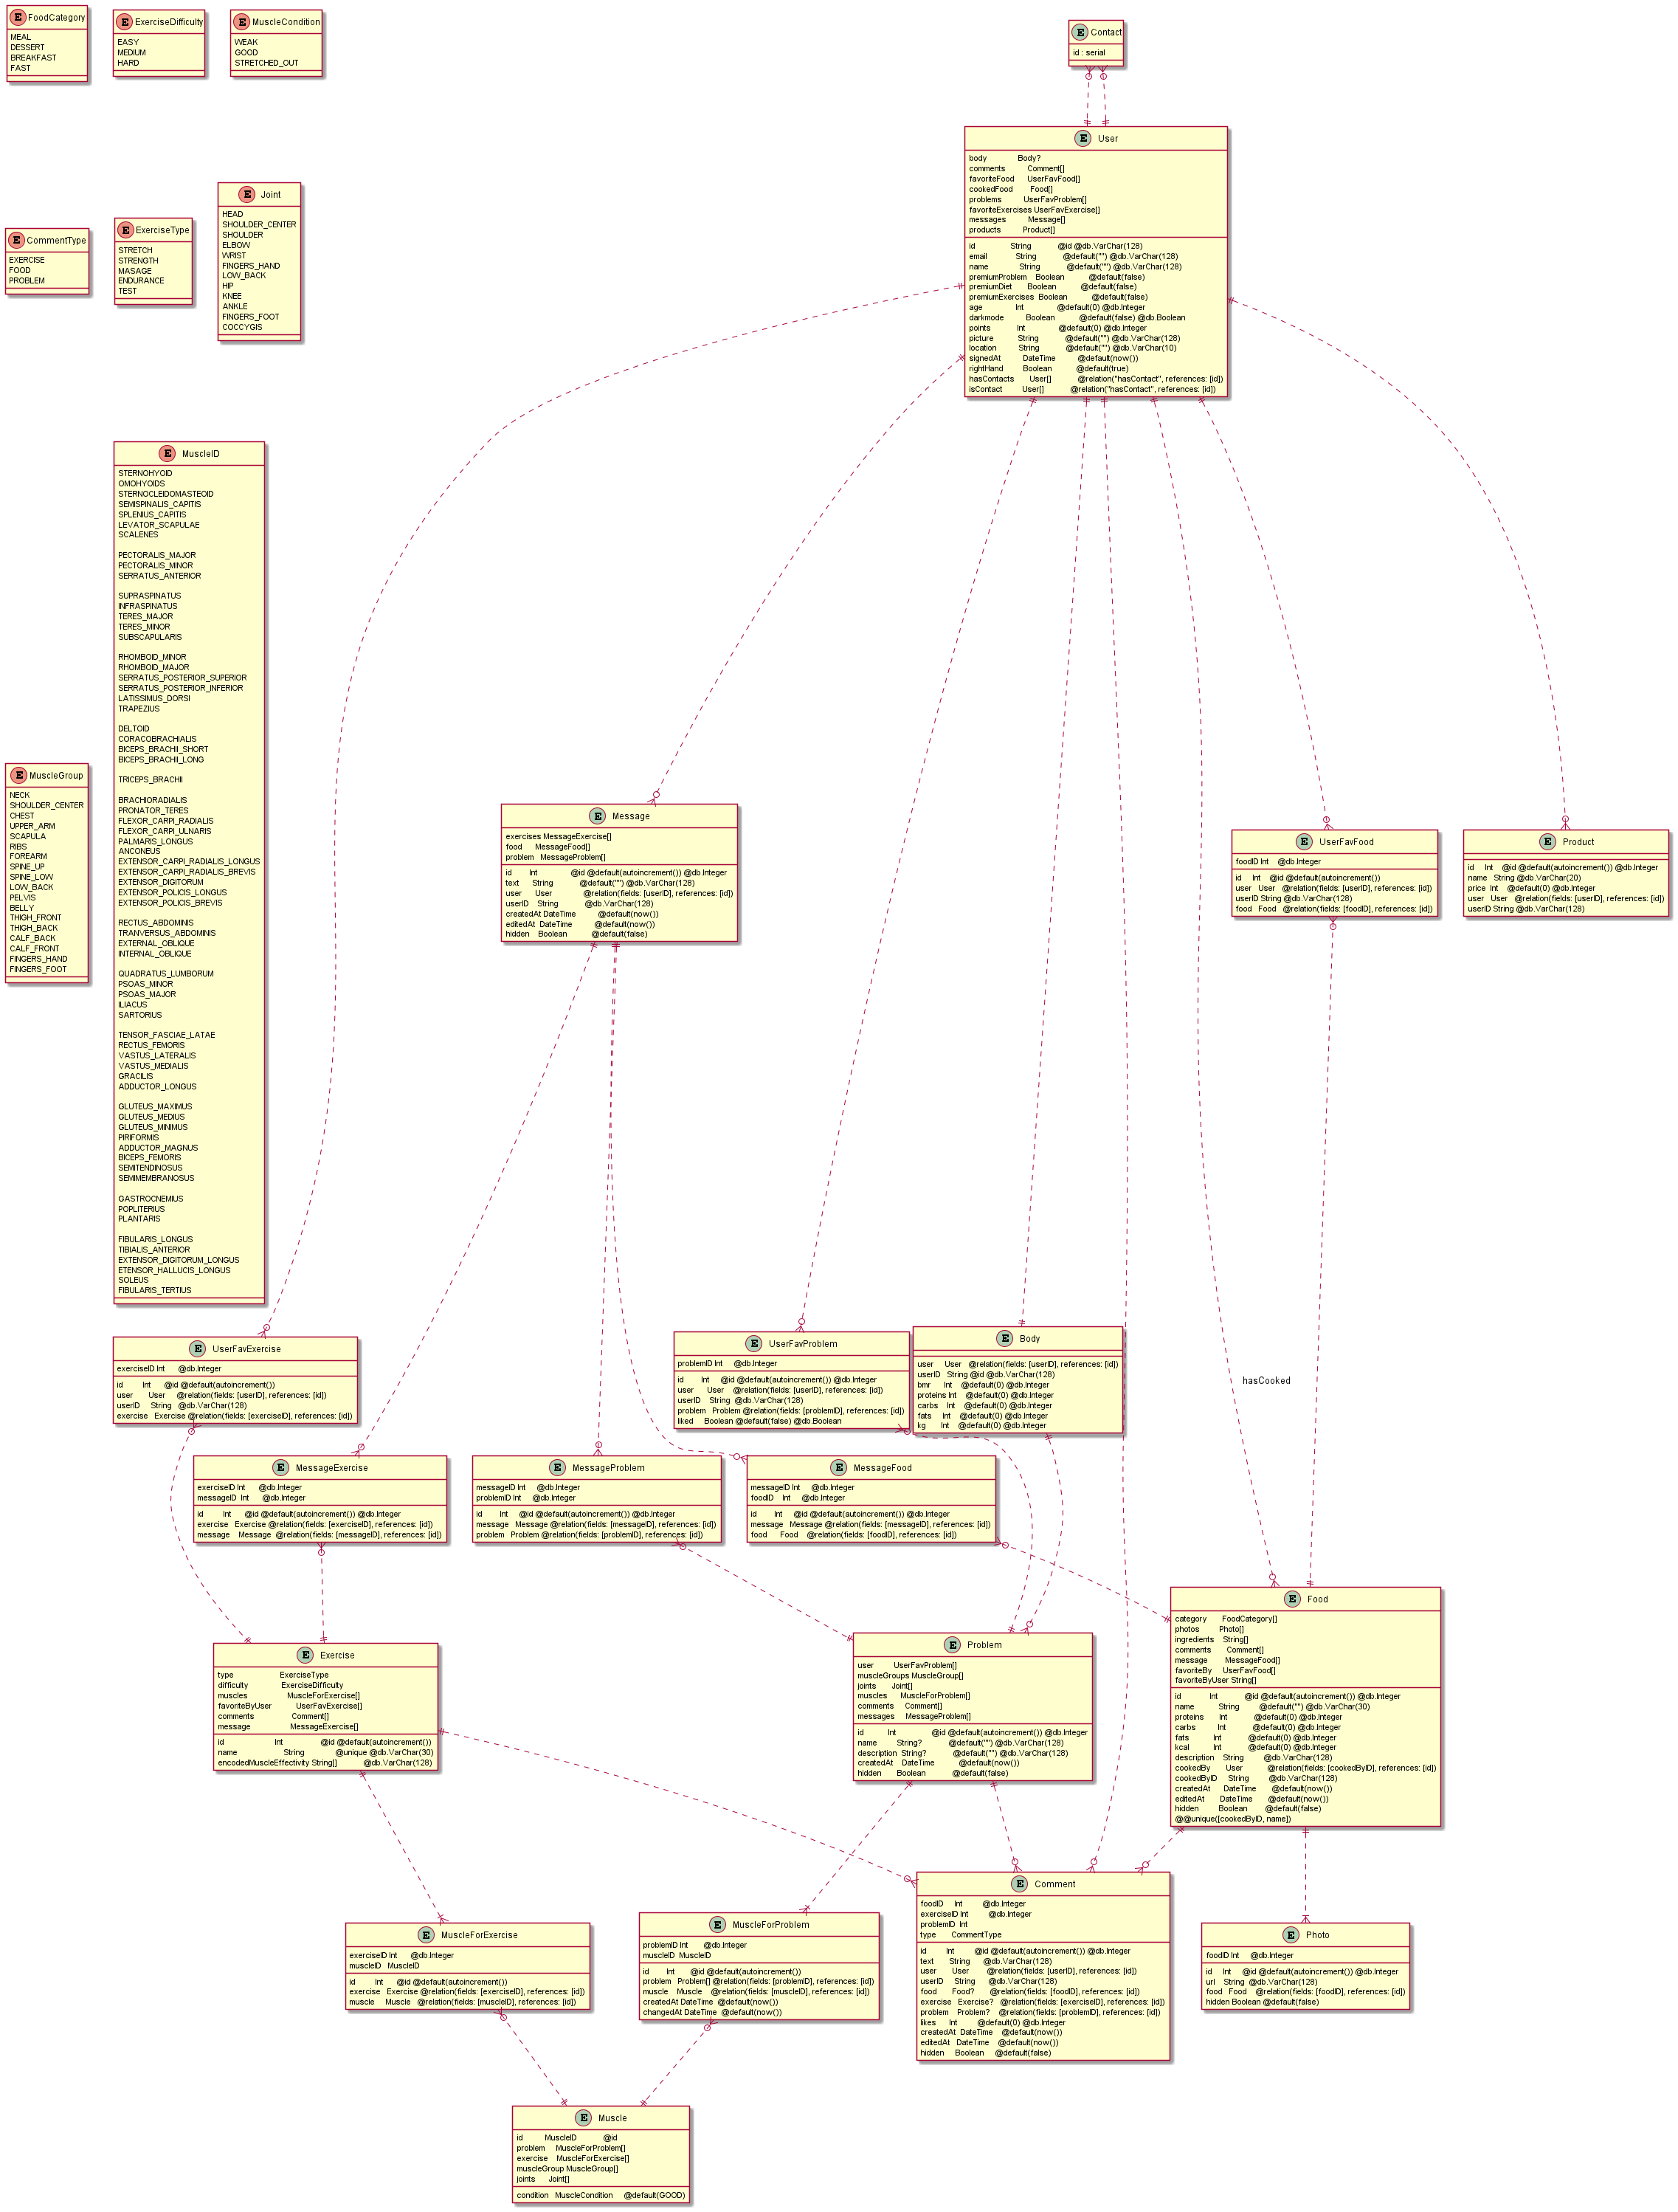 E FoodCategory
MEAL
DESSERT
BREAKFAST
FAST
E ExerciseDifficulty
EASY
MEDIUM
HARD
E MuscleCondition
WEAK
GOOD
STRETCHED_OUT
E Contact
id : serial
E User
body Body?
comments Comment[]
favoriteFood UserFavFood[]
cookedFood Food[]
problems UserFavProblem[]
favoriteExercises UserFavExercise[]
messages Message[]
products Product[]
id String @id @db.VarChar(128)
email String @default("") @db.VarChar(128)
name String @default("") @db.VarChar(128)
premiumProblem Boolean @default(false)
premiumDiet Boolean @default(false)
premiumExercises Boolean @default(false)
age Int @default(0) @db.Integer
darkmode Boolean @default(false) @db.Boolean
points Int @default(0) @db.Integer
picture String @default("") @db.VarChar(128)
location String @default("") @db.VarChar(10)
signedAt DateTime @default(now())
rightHand Boolean @default(true)
hasContacts User[] @relation("hasContact", references: [id])
isContact User[] @relation("hasContact", references: [id])
E CommentType
EXERCISE
FOOD
PROBLEM
E ExerciseType
STRETCH
STRENGTH
MASAGE
ENDURANCE
TEST
E Joint
HEAD
SHOULDER_CENTER
SHOULDER
ELBOW
WRIST
FINGERS_HAND
LOW_BACK
HIP
KNEE
ANKLE
FINGERS_FOOT
COCCYGIS
E MuscleID
STERNOHYOID
OMOHYOIDS
STERNOCLEIDOMASTEOID
SEMISPINALIS_CAPITIS
SPLENIUS_CAPITIS
LEVATOR_SCAPULAE
SCALENES
PECTORALIS_MAJOR
PECTORALIS_MINOR
SERRATUS_ANTERIOR
SUPRASPINATUS
INFRASPINATUS
TERES_MAJOR
TERES_MINOR
SUBSCAPULARIS
RHOMBOID_MINOR
RHOMBOID_MAJOR
SERRATUS_POSTERIOR_SUPERIOR
SERRATUS_POSTERIOR_INFERIOR
LATISSIMUS_DORSI
TRAPEZIUS
DELTOID
CORACOBRACHIALIS
BICEPS_BRACHII_SHORT
BICEPS_BRACHII_LONG
TRICEPS_BRACHII
BRACHIORADIALIS
PRONATOR_TERES
FLEXOR_CARPI_RADIALIS
FLEXOR_CARPI_ULNARIS
PALMARIS_LONGUS
ANCONEUS
EXTENSOR_CARPI_RADIALIS_LONGUS
EXTENSOR_CARPI_RADIALIS_BREVIS
EXTENSOR_DIGITORUM
EXTENSOR_POLICIS_LONGUS
EXTENSOR_POLICIS_BREVIS
RECTUS_ABDOMINIS
TRANVERSUS_ABDOMINIS
EXTERNAL_OBLIQUE
INTERNAL_OBLIQUE
QUADRATUS_LUMBORUM
PSOAS_MINOR
PSOAS_MAJOR
ILIACUS
SARTORIUS
TENSOR_FASCIAE_LATAE
RECTUS_FEMORIS
VASTUS_LATERALIS
VASTUS_MEDIALIS
GRACILIS
ADDUCTOR_LONGUS
GLUTEUS_MAXIMUS
GLUTEUS_MEDIUS
GLUTEUS_MINIMUS
PIRIFORMIS
ADDUCTOR_MAGNUS
BICEPS_FEMORIS
SEMITENDINOSUS
SEMIMEMBRANOSUS
GASTROCNEMIUS
POPLITERIUS
PLANTARIS
FIBULARIS_LONGUS
TIBIALIS_ANTERIOR
EXTENSOR_DIGITORUM_LONGUS
ETENSOR_HALLUCIS_LONGUS
SOLEUS
FIBULARIS_TERTIUS
E MuscleGroup
NECK
SHOULDER_CENTER
CHEST
UPPER_ARM
SCAPULA
RIBS
FOREARM
SPINE_UP
SPINE_LOW
LOW_BACK
PELVIS
BELLY
THIGH_FRONT
THIGH_BACK
CALF_BACK
CALF_FRONT
FINGERS_HAND
FINGERS_FOOT
E Message
exercises MessageExercise[]
food MessageFood[]
problem MessageProblem[]
id Int @id @default(autoincrement()) @db.Integer
text String @default("") @db.VarChar(128)
user User @relation(fields: [userID], references: [id])
userID String @db.VarChar(128)
createdAt DateTime @default(now())
editedAt DateTime @default(now())
hidden Boolean @default(false)
E UserFavFood
foodID Int @db.Integer
id Int @id @default(autoincrement())
user User @relation(fields: [userID], references: [id])
userID String @db.VarChar(128)
food Food @relation(fields: [foodID], references: [id])
E Product
id Int @id @default(autoincrement()) @db.Integer
name String @db.VarChar(20)
price Int @default(0) @db.Integer
user User @relation(fields: [userID], references: [id])
userID String @db.VarChar(128)
E UserFavExercise
exerciseID Int @db.Integer
id Int @id @default(autoincrement())
user User @relation(fields: [userID], references: [id])
userID String @db.VarChar(128)
exercise Exercise @relation(fields: [exerciseID], references: [id])
E UserFavProblem
problemID Int @db.Integer
id Int @id @default(autoincrement()) @db.Integer
user User @relation(fields: [userID], references: [id])
userID String @db.VarChar(128)
problem Problem @relation(fields: [problemID], references: [id])
liked Boolean @default(false) @db.Boolean
E Body
user User @relation(fields: [userID], references: [id])
userID String @id @db.VarChar(128)
bmr Int @default(0) @db.Integer
proteins Int @default(0) @db.Integer
carbs Int @default(0) @db.Integer
fats Int @default(0) @db.Integer
kg Int @default(0) @db.Integer
hasCooked
E MessageExercise
exerciseID Int @db.Integer
messageID Int @db.Integer
id Int @id @default(autoincrement()) @db.Integer
exercise Exercise @relation(fields: [exerciseID], references: [id])
message Message @relation(fields: [messageID], references: [id])
E MessageProblem
messageID Int @db.Integer
problemID Int @db.Integer
id Int @id @default(autoincrement()) @db.Integer
message Message @relation(fields: [messageID], references: [id])
problem Problem @relation(fields: [problemID], references: [id])
E MessageFood
messageID Int @db.Integer
foodID Int @db.Integer
id Int @id @default(autoincrement()) @db.Integer
message Message @relation(fields: [messageID], references: [id])
food Food @relation(fields: [foodID], references: [id])
E Exercise
type ExerciseType
difficulty ExerciseDifficulty
muscles MuscleForExercise[]
favoriteByUser UserFavExercise[]
comments Comment[]
message MessageExercise[]
id Int @id @default(autoincrement())
name String @unique @db.VarChar(30)
encodedMuscleEffectivity String[] @db.VarChar(128)
E Problem
user UserFavProblem[]
muscleGroups MuscleGroup[]
joints Joint[]
muscles MuscleForProblem[]
comments Comment[]
messages MessageProblem[]
id Int @id @default(autoincrement()) @db.Integer
name String? @default("") @db.VarChar(128)
description String? @default("") @db.VarChar(128)
createdAt DateTime @default(now())
hidden Boolean @default(false)
E Food
category FoodCategory[]
photos Photo[]
ingredients String[]
comments Comment[]
message MessageFood[]
favoriteBy UserFavFood[]
favoriteByUser String[]
id Int @id @default(autoincrement()) @db.Integer
name String @default("") @db.VarChar(30)
proteins Int @default(0) @db.Integer
carbs Int @default(0) @db.Integer
fats Int @default(0) @db.Integer
kcal Int @default(0) @db.Integer
description String @db.VarChar(128)
cookedBy User @relation(fields: [cookedByID], references: [id])
cookedByID String @db.VarChar(128)
createdAt DateTime @default(now())
editedAt DateTime @default(now())
hidden Boolean @default(false)
@@unique([cookedByID, name])
E MuscleForExercise
exerciseID Int @db.Integer
muscleID MuscleID
id Int @id @default(autoincrement())
exercise Exercise @relation(fields: [exerciseID], references: [id])
muscle Muscle @relation(fields: [muscleID], references: [id])
E MuscleForProblem
problemID Int @db.Integer
muscleID MuscleID
id Int @id @default(autoincrement())
problem Problem[] @relation(fields: [problemID], references: [id])
muscle Muscle @relation(fields: [muscleID], references: [id])
createdAt DateTime @default(now())
changedAt DateTime @default(now())
E Comment
foodID Int @db.Integer
exerciseID Int @db.Integer
problemID Int
type CommentType
id Int @id @default(autoincrement()) @db.Integer
text String @db.VarChar(128)
user User @relation(fields: [userID], references: [id])
userID String @db.VarChar(128)
food Food? @relation(fields: [foodID], references: [id])
exercise Exercise? @relation(fields: [exerciseID], references: [id])
problem Problem? @relation(fields: [problemID], references: [id])
likes Int @default(0) @db.Integer
createdAt DateTime @default(now())
editedAt DateTime @default(now())
hidden Boolean @default(false)
E Photo
foodID Int @db.Integer
id Int @id @default(autoincrement()) @db.Integer
url String @db.VarChar(128)
food Food @relation(fields: [foodID], references: [id])
hidden Boolean @default(false)
E Muscle
id MuscleID @id
problem MuscleForProblem[]
exercise MuscleForExercise[]
muscleGroup MuscleGroup[]
joints Joint[]
condition MuscleCondition @default(GOOD)